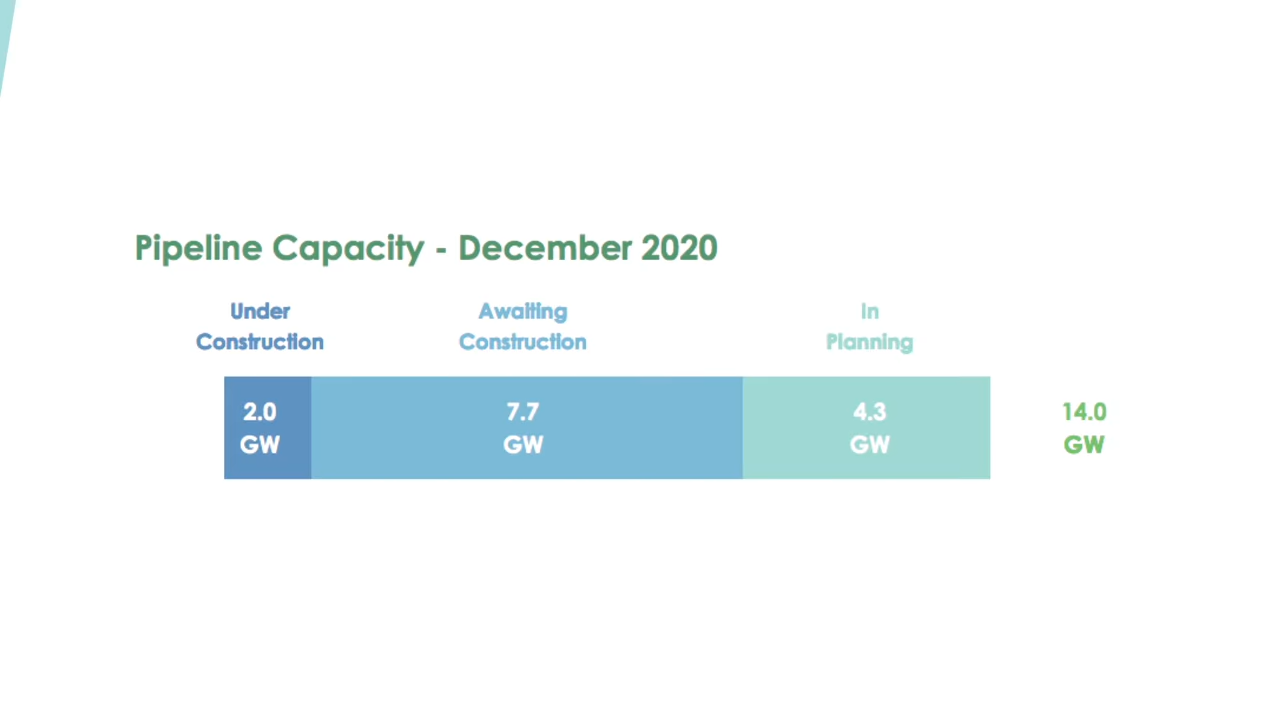 Pipeline Capacity - December 2020
Under
Construction
Awaiting
Construction
In
Planning
2.0
GW
7.7
GW
4.3
GW
14.0
GW